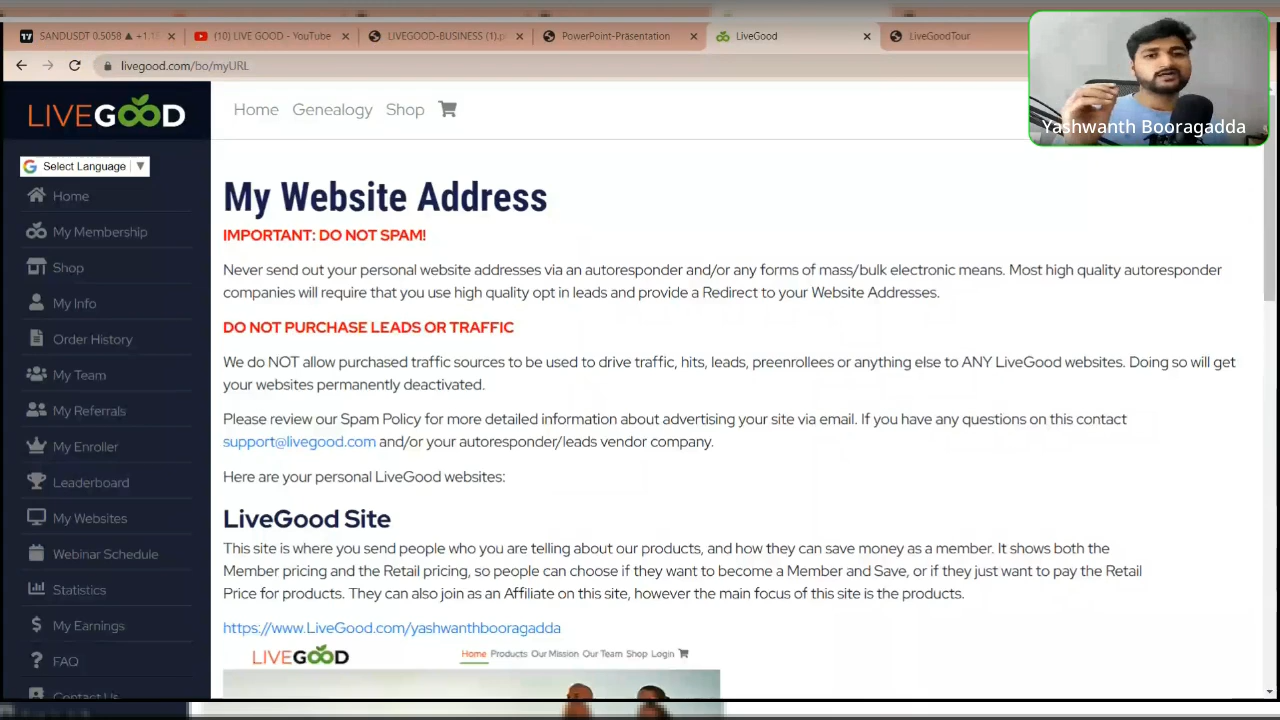 SANDUSDT 0.5058 ▲ +1.1
(10) LIVE GOOD - YouTube
LIVEGOOD-BUSINESS (1).p
PowerPoint-Präsentation
LiveGood
LiveGoodTour
livegood.com/bo/myURL
Yashwanth Booragadda
LIVEGOOD
Home Genealogy Shop
Select Language
Home
My Membership
Shop
My Info
Order History
My Team
My Referrals
My Enroller
Leaderboard
My Websites
Webinar Schedule
Statistics
My Earnings
FAQ
Contact Us
My Website Address
IMPORTANT: DO NOT SPAM!
Never send out your personal website addresses via an autoresponder and/or any forms of mass/bulk electronic means. Most high quality autoresponder
companies will require that you use high quality opt in leads and provide a Redirect to your Website Addresses.
DO NOT PURCHASE LEADS OR TRAFFIC
We do NOT allow purchased traffic sources to be used to drive traffic, hits, leads, preenrollees or anything else to ANY LiveGood websites. Doing so will get
your websites permanently deactivated.
Please review our Spam Policy for more detailed information about advertising your site via email. If you have any questions on this contact
support@livegood.com and/or your autoresponder/leads vendor company.
Here are your personal LiveGood websites:
LiveGood Site
This site is where you send people who you are telling about our products, and how they can save money as a member. It shows both the
Member pricing and the Retail pricing, so people can choose if they want to become a Member and Save, or if they just want to pay the Retail
Price for products. They can also join as an Affiliate on this site, however the main focus of this site is the products.
https://www.LiveGood.com/yashwanthbooragadda
LIVEGOOD
Home Products Our Mission Our Team Shop Login